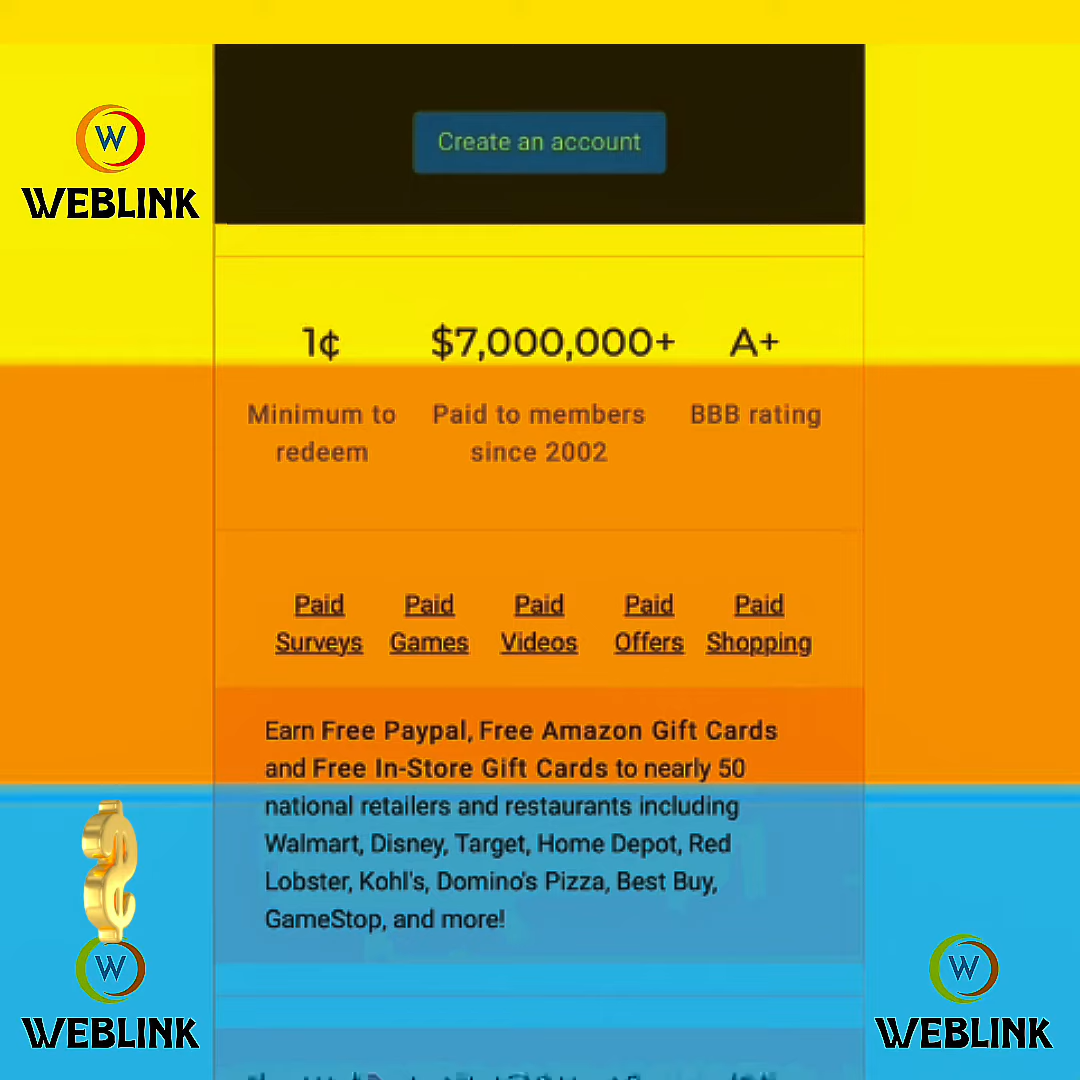 Create an account
W
WEBLINK
1¢ $7,000,000+ A+
Minimum to Paid to members BBB rating
redeem since 2002
Paid Paid Paid Paid Paid
Surveys Games Videos Offers Shopping
Earn Free Paypal, Free Amazon Gift Cards
and Free In-Store Gift Cards to nearly 50
national retailers and restaurants including
Walmart, Disney, Target, Home Depot, Red
Lobster, Kohl's, Domino's Pizza, Best Buy,
GameStop, and more!
W W
WEBLINK WEBLINK